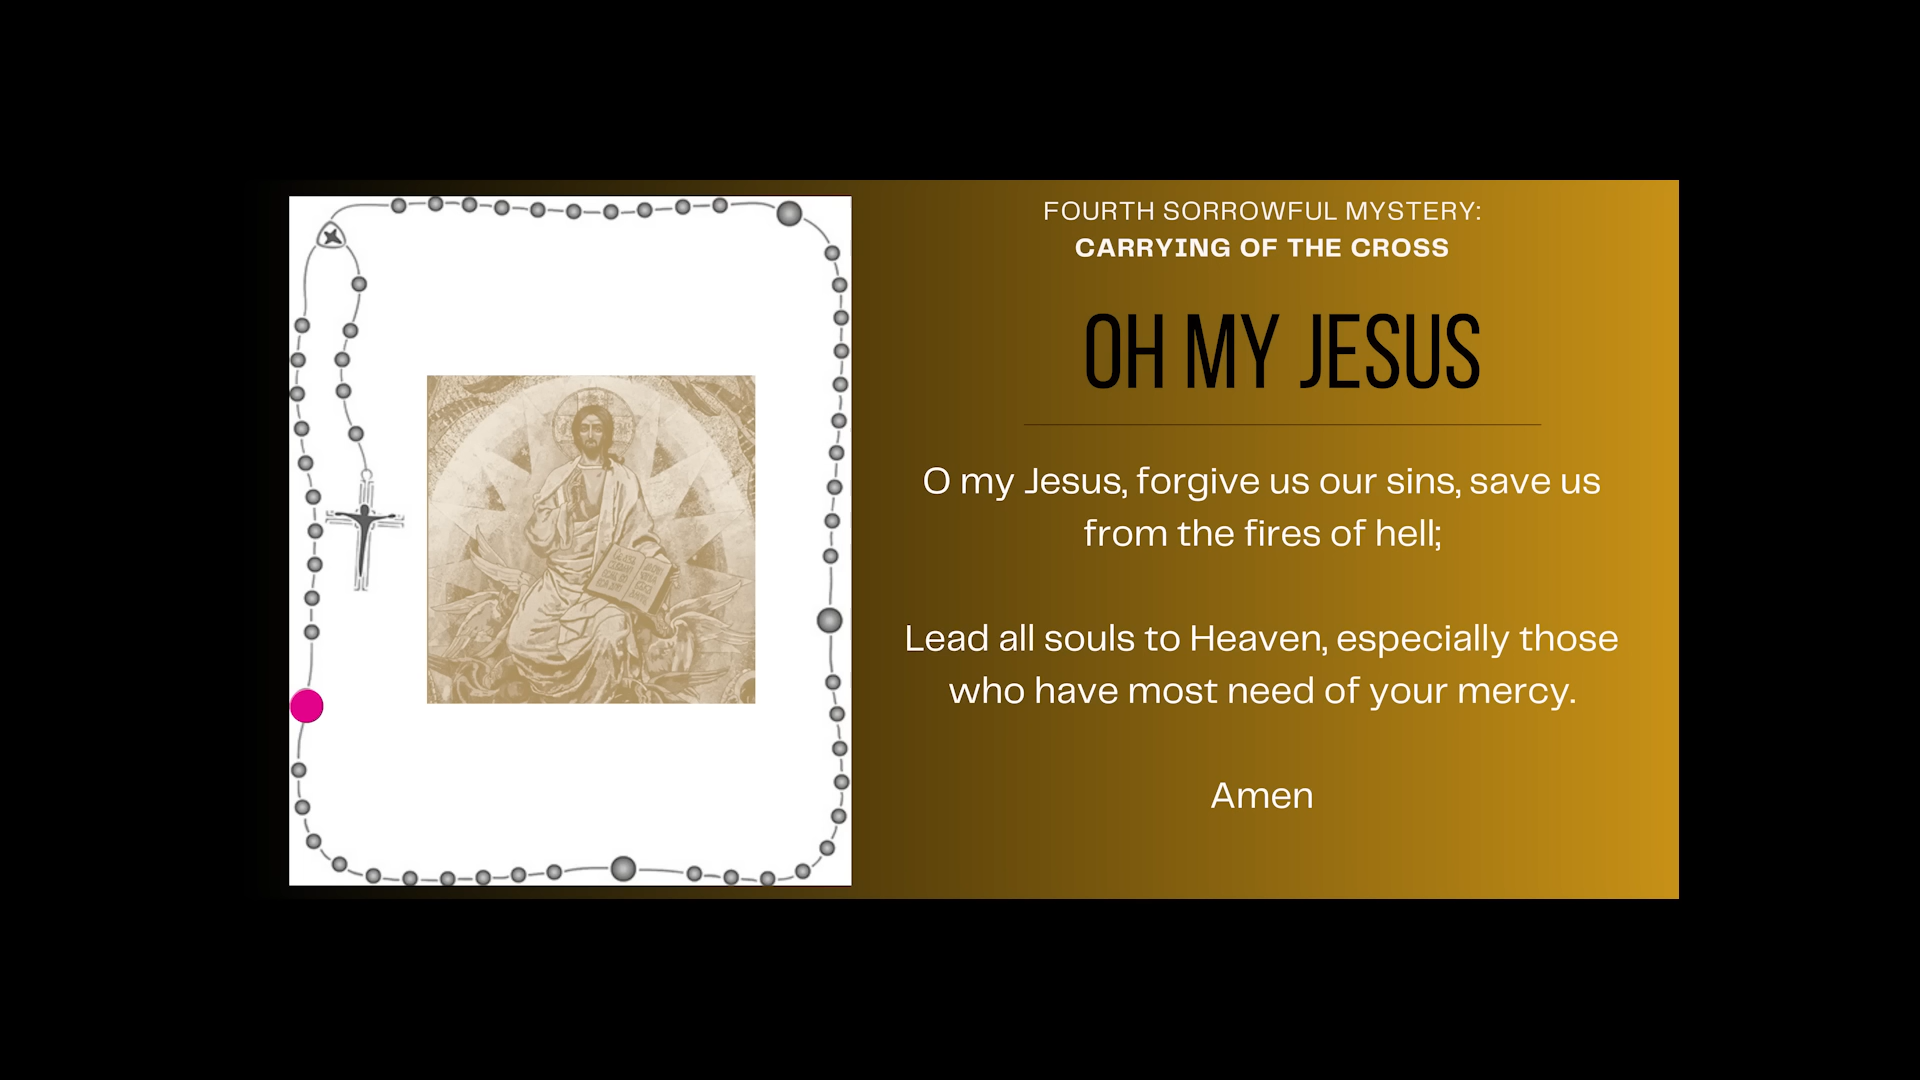 FOURTH SORROWFUL MYSTERY:
CARRYING OF THE CROSS
OH MY JESUS
O my Jesus, forgive us our sins, save us
from the fires of hell;
Lead all souls to Heaven, especially those
who have most need of your mercy.
Amen